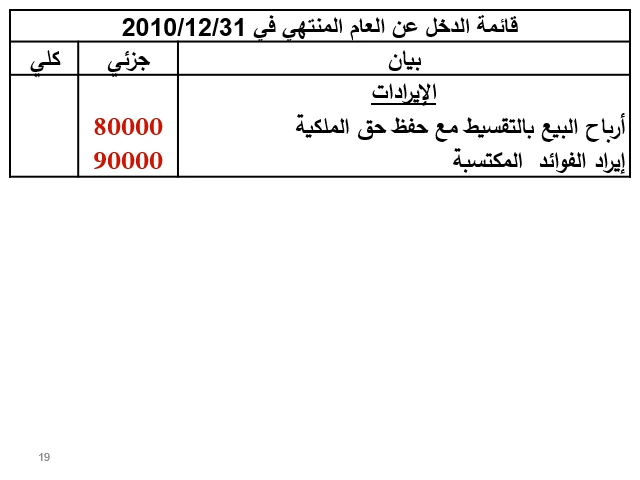 قائمة الدخل عن العام المنتهي في 2010/12/31
بيان جزئي كلي
الإيرادات
أرباح البيع بالتقسيط مع حفظ حق الملكية 80000
إيراد الفوائد المكتسبة 90000
19